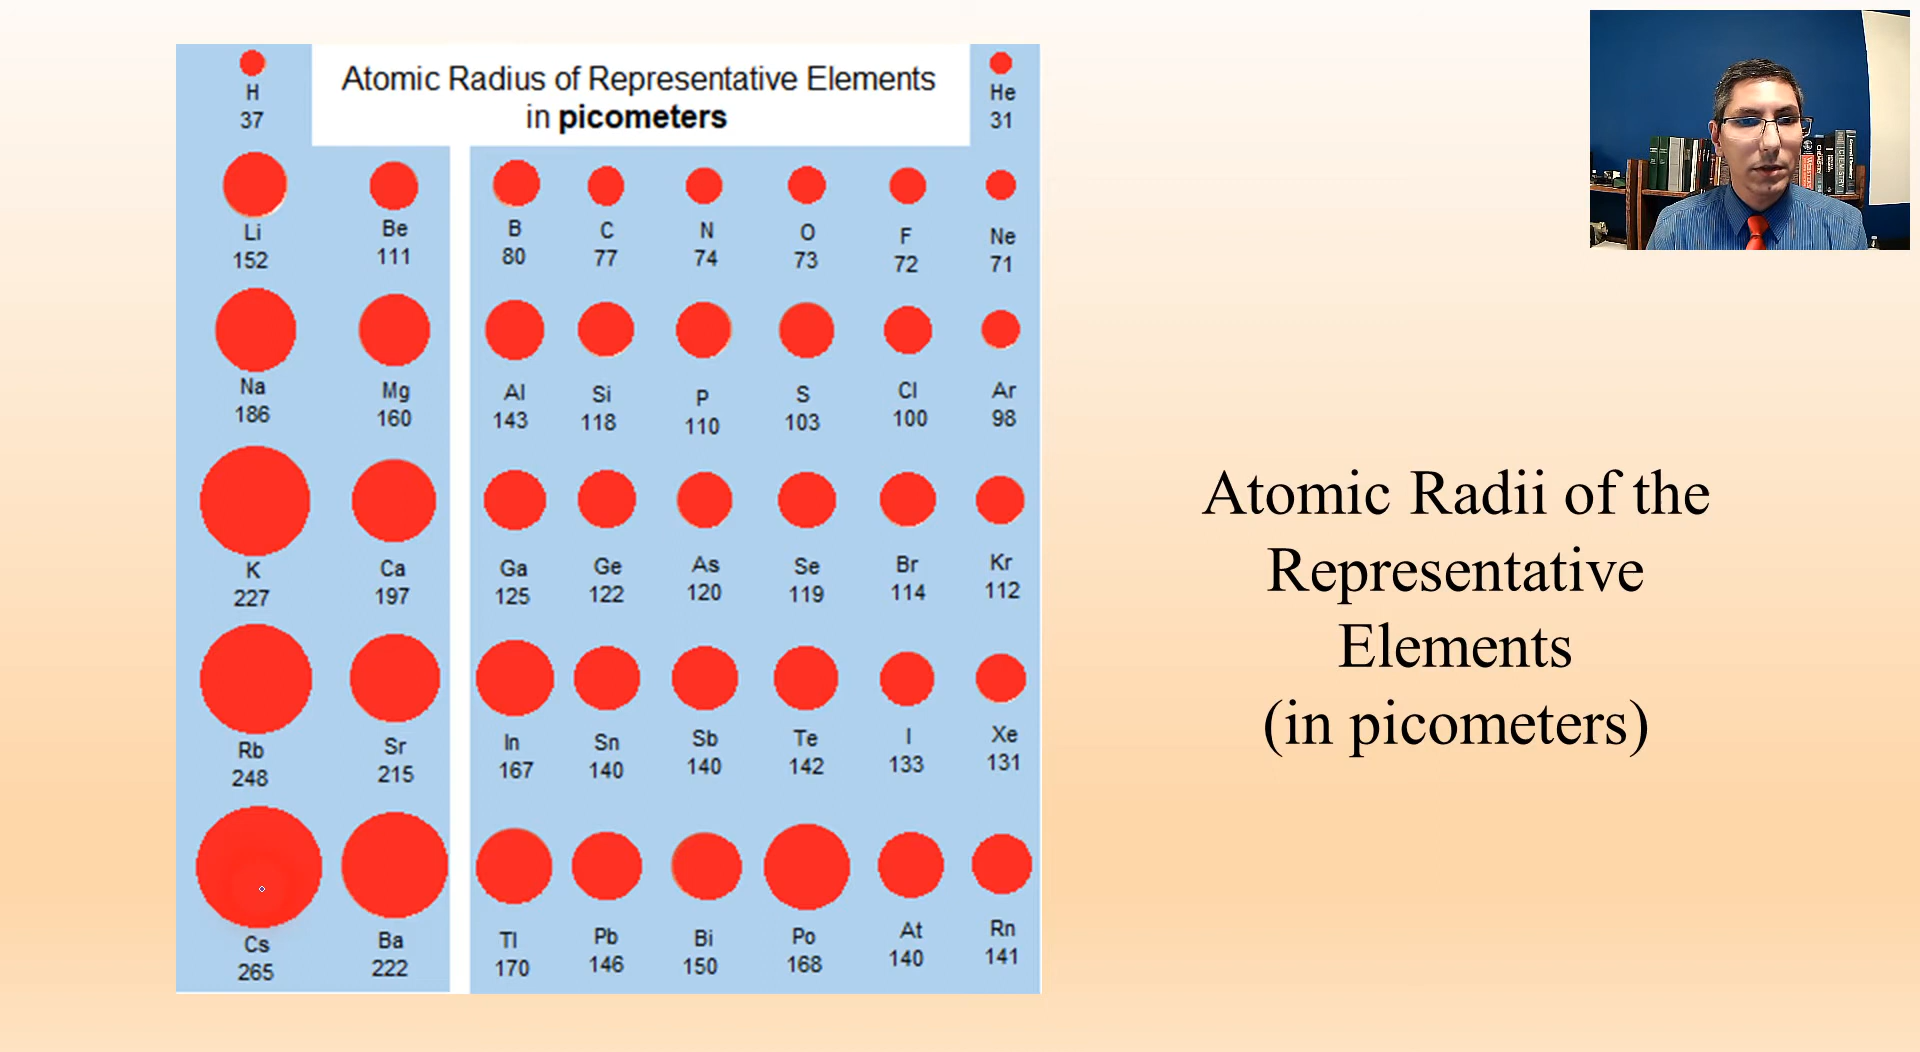 Atomic Radius of Representative Elements
in picometers
H He
37 31
Li Be B C N O F Ne
152 111 80 77 74 73 72 71
Na Mg Al Si P S Cl Ar
186 160 143 118 110 103 100 98
K Ca Ga Ge As Se Br Kr
227 197 125 122 120 119 114 112
Rb Sr In Sn Sb Te I Xe
248 215 167 140 140 142 133 131
Cs Ba Tl Pb Bi Po At Rn
265 222 170 146 150 168 140 141
Atomic Radii of the
Representative
Elements
(in picometers)